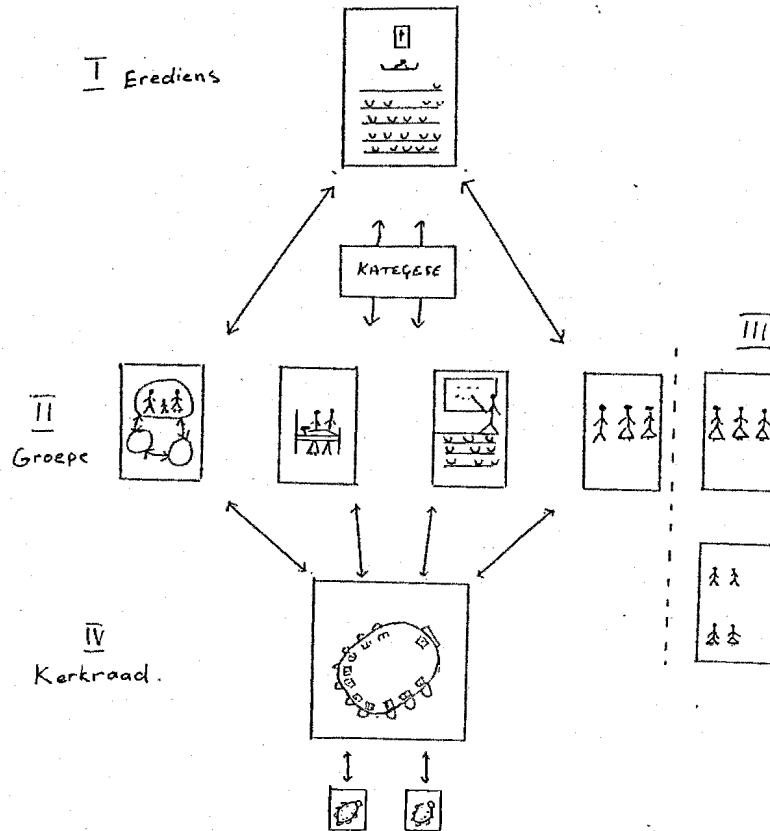 I Erediens
KATEGESE
III
II
Groepe
IV
Kerkraad.